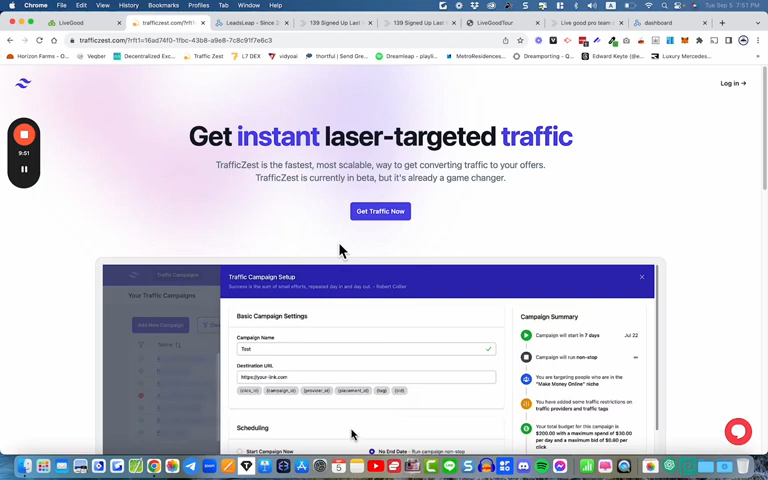 Chrome File Edit View History Bookmarks Profiles Tab Window Help
Tue Sep 5 7:51 PM
LiveGood
trafficzest.com/?rft1=
LeadsLeap - Since 2
139 Signed Up Last
139 Signed Up Last
LiveGoodTour
Live good pro team
dashboard
trafficzest.com/?rft1=16ad74f0-1fbc-43b8-a9e8-7c8c91f7e6c3
Horizon Farms - O...
Veqber
Decentralized Exc...
Traffic Zest
L7 DEX
vidyoai
thortful | Send Gre...
Dreamleap - playli...
MetroResidences...
Dreamporting - Q...
Edward Keyte (@e...
Luxury Mercedes...
Log in →
Get instant laser-targeted traffic
TrafficZest is the fastest, most scalable, way to get converting traffic to your offers.
TrafficZest is currently in beta, but it's already a game changer.
Get Traffic Now
9:51
Traffic Campaigns
Your Traffic Campaigns
Add New Campaign
Name
Traffic Campaign Setup
Success is the sum of small efforts, repeated day in and day out. - Robert Collier
Basic Campaign Settings
Campaign Name
Test
Destination URL
https://your-link.com
{click_id} {campaign_id} {provider_id} {placement_id} {tag} {cid}
Scheduling
Start Campaign Now
No End Date - Run campaign non-stop
Campaign Summary
Campaign will start in 7 days
Jul 22
Campaign will run non-stop
∞
You are targeting people who are in the
"Make Money Online" niche
You have added some traffic restrictions on
traffic providers and traffic tags
Your total budget for this campaign is
$200.00 with a maximum spend of $30.00
per day and a maximum bid of $0.80 per
click